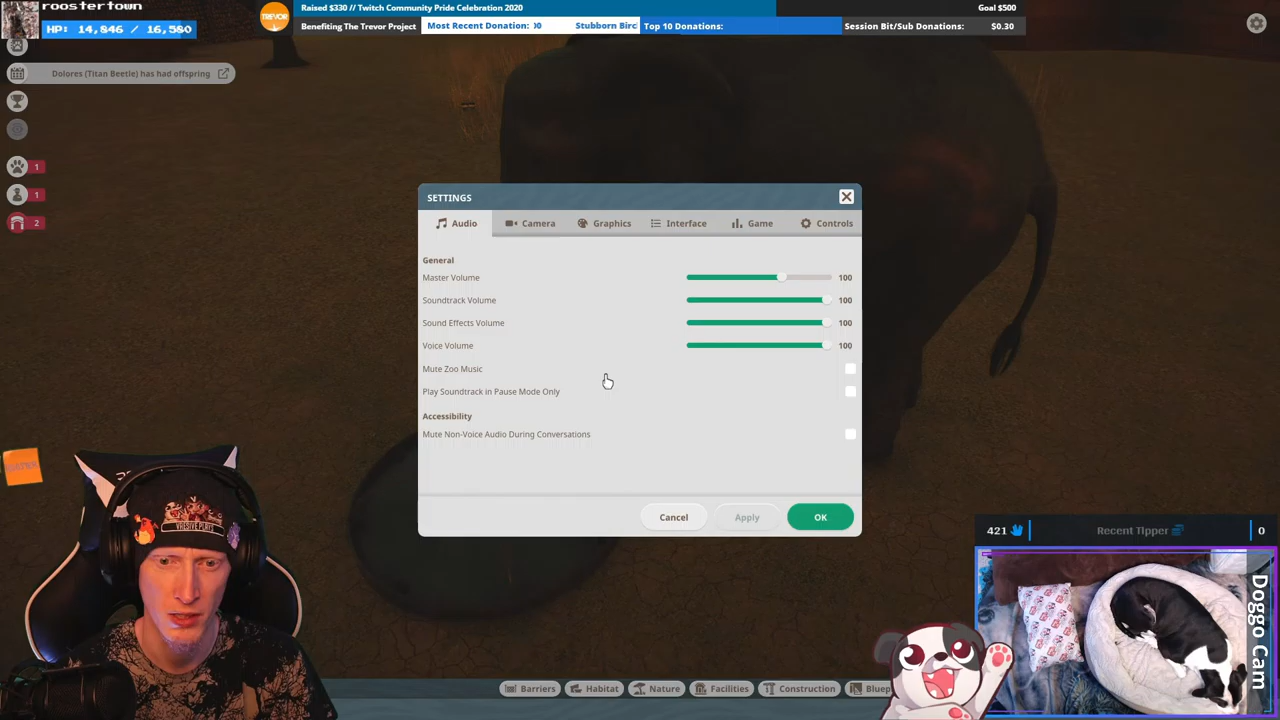 roostertown
HP: 14,846 / 16,580
Raised $330 // Twitch Community Pride Celebration 2020
Goal $500
TREVOR
Benefiting The Trevor Project
Most Recent Donation:
Stubborn
Top 10 Donations:
Session Bit/Sub Donations:
$0.30
Dolores (Titan Beetle) has had offspring
1
1
2
SETTINGS
Audio
Camera
Graphics
Interface
Game
Controls
General
Master Volume
100
Soundtrack Volume
100
Sound Effects Volume
100
Voice Volume
100
Mute Zoo Music
Play Soundtrack in Pause Mode Only
Accessibility
Mute Non-Voice Audio During Conversations
Cancel
Apply
OK
421
Recent Tipper
0
Doggo Cam
Barriers
Habitat
Nature
Facilities
Construction
Bluep